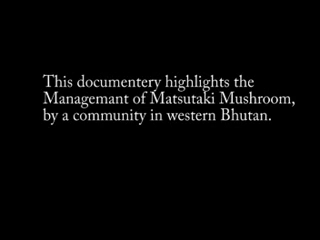 This documentery highlights the
Managemant of Matsutaki Mushroom,
by a community in western Bhutan.